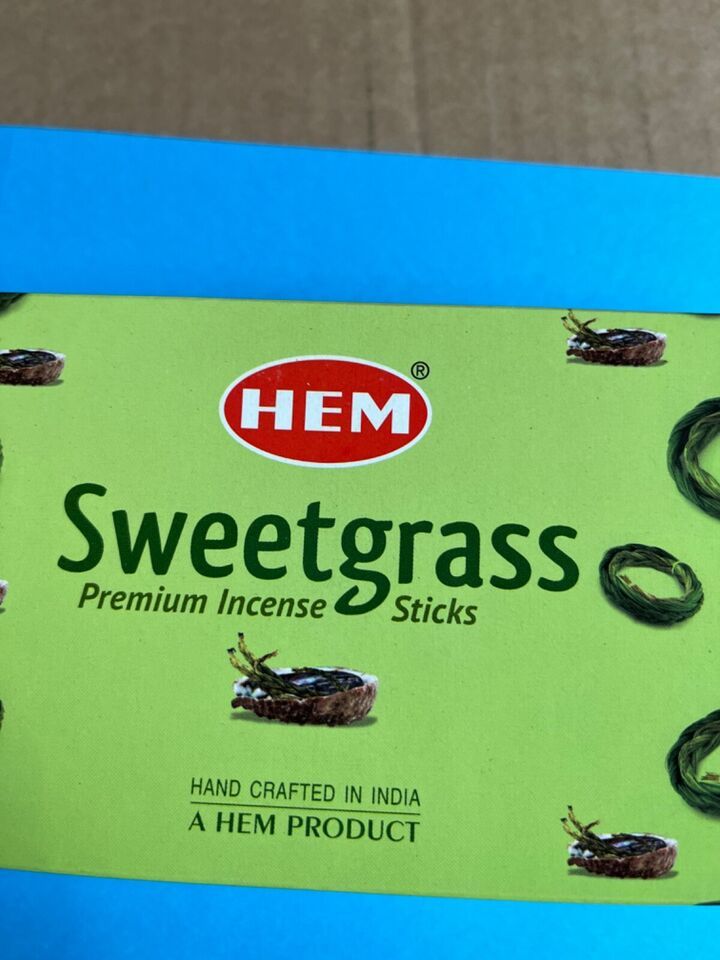 HEM®
Sweetgrass
Premium Incense Sticks
HAND CRAFTED IN INDIA
A HEM PRODUCT